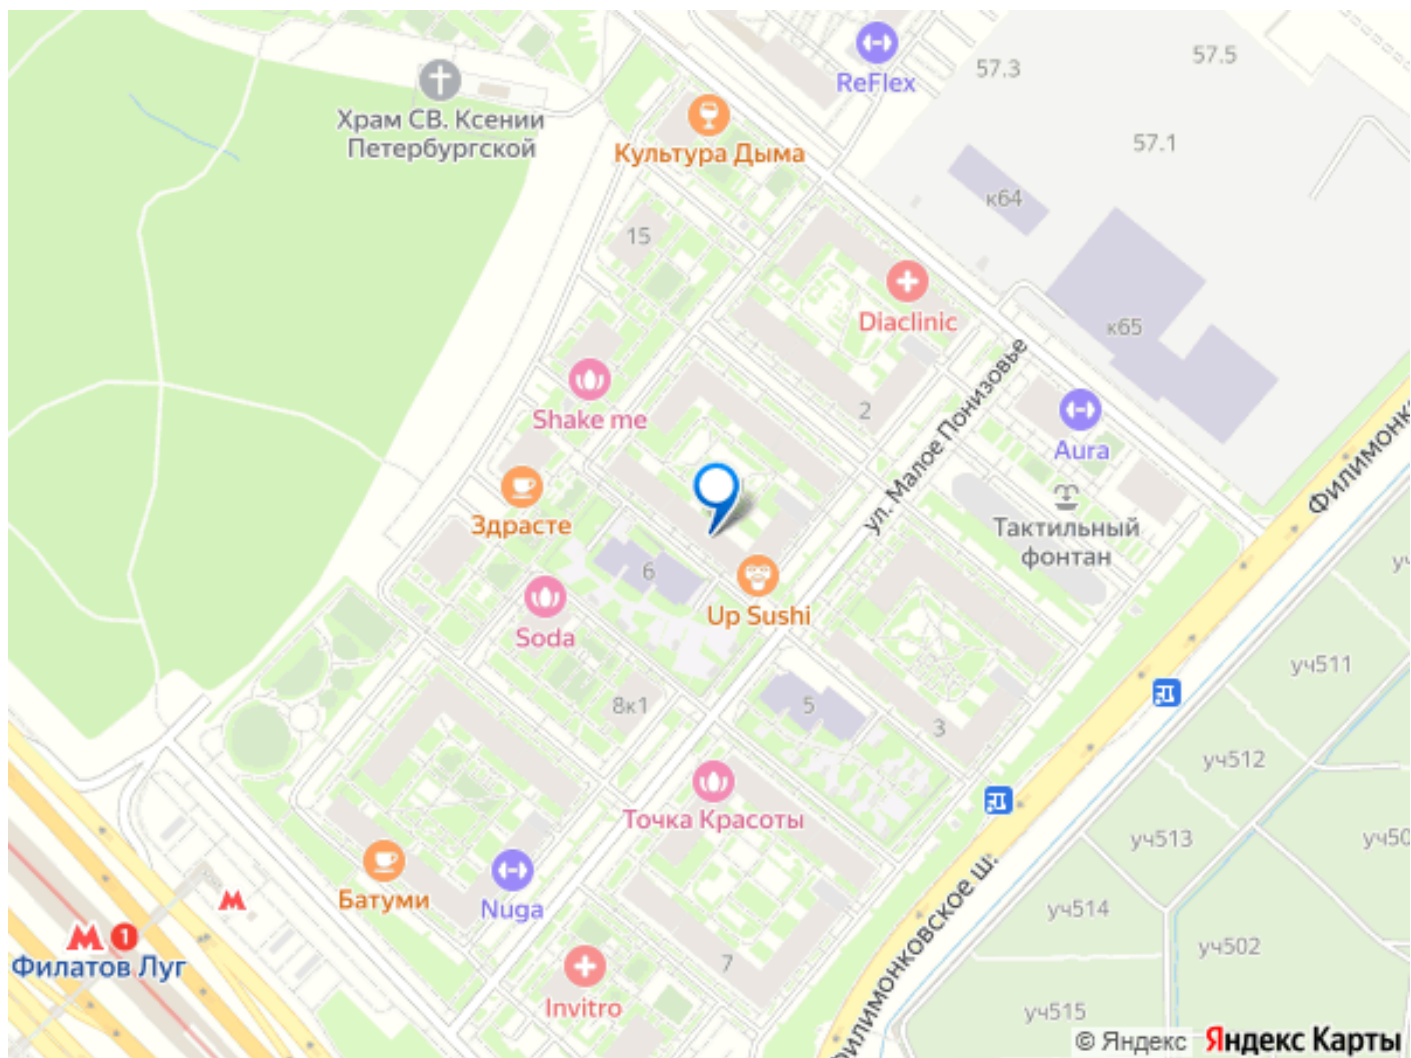 57.5
57.3
ReFlex
Храм СВ. Ксении
Петербургской
Культура Дыма
57.1
к64
15
Diaclinic
к65
Shake me
2
ул. Малое Понизовье
Aura
Филимонк
Здрасте
Тактильный
фонтан
6
Up Sushi
Soda
уч511
8к1
5
3
уч512
Точка Красоты
уч513
уч50
Батуми
Nuga
Филимонковское ш.
уч514
М 1
Филатов Луг
М
7
уч502
Invitro
уч515
© Яндекс Яндекс Карты